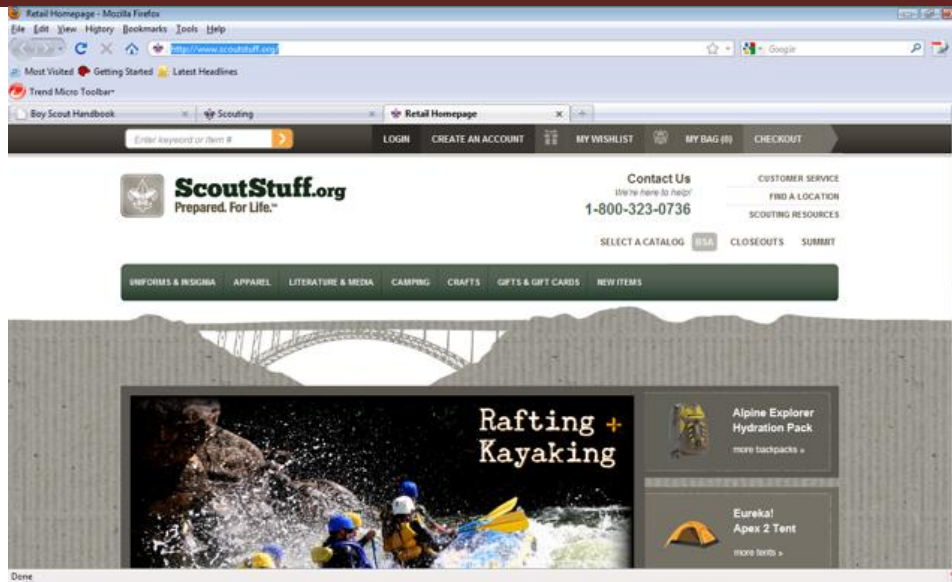 Retail Homepage - Mozilla Firefox
File Edit View History Bookmarks Tools Help
http://www.scoutstuff.org/
Google
Most Visited Getting Started Latest Headlines
Trend Micro Toolbar
Boy Scout Handbook Scouting Retail Homepage
Enter keyword or item # LOGIN CREATE AN ACCOUNT MY WISHLIST MY BAG (0) CHECKOUT
ScoutStuff.org
Prepared. For Life.™
Contact Us
We're here to help!
1-800-323-0736
CUSTOMER SERVICE
FIND A LOCATION
SCOUTING RESOURCES
SELECT A CATALOG BSA CLOSEOUTS SUMMIT
UNIFORMS & INSIGNIA APPAREL LITERATURE & MEDIA CAMPING CRAFTS GIFTS & GIFT CARDS NEW ITEMS
Rafting +
Kayaking
Alpine Explorer
Hydration Pack
more backpacks »
Eureka!
Apex 2 Tent
more tents »
Done